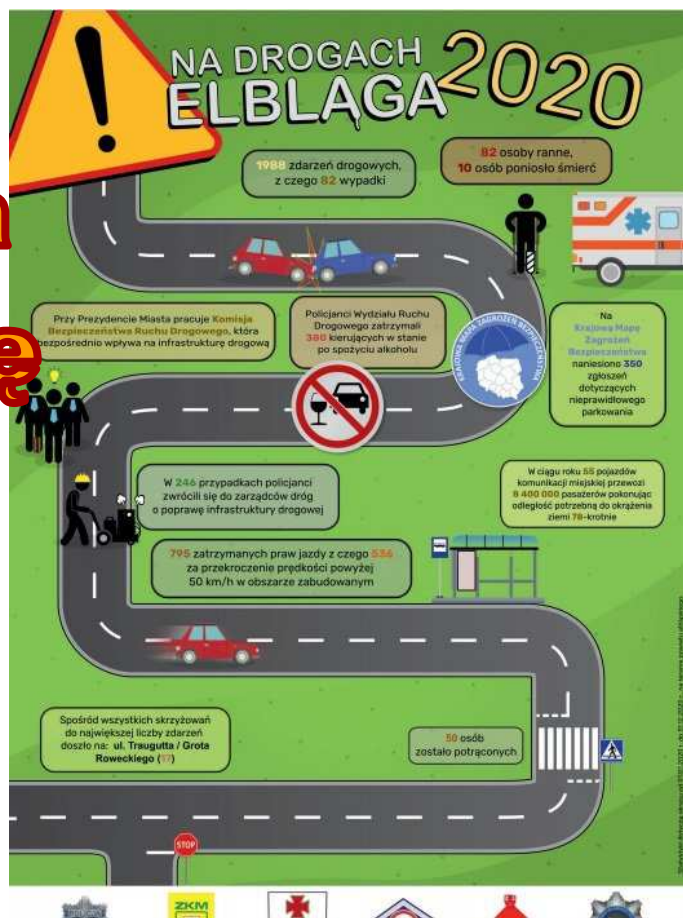 NA DROGACH 2020
ELBLĄGA
1988 zdarzeń drogowych,
z czego 82 wypadki
82 osoby ranne,
10 osób poniosło śmierć
Przy Prezydencie Miasta pracuje Komisja
Bezpieczeństwa Ruchu Drogowego, która
bezpośrednio wpływa na infrastrukturę drogową
Policjanci Wydziału Ruchu
Drogowego zatrzymali
380 kierujących w stanie
po spożyciu alkoholu
KRAJOWA MAPA ZAGROŻEŃ BEZPIECZEŃSTWA
Na
Krajową Mapę
Zagrożeń
Bezpieczeństwa
naniesiono 350
zgłoszeń
dotyczących
nieprawidłowego
parkowania
ę
W 246 przypadkach policjanci
zwrócili się do zarządców dróg
o poprawę infrastruktury drogowej
W ciągu roku 55 pojazdów
komunikacji miejskiej przewozi
8 400 000 pasażerów pokonując
odległość potrzebną do okrążenia
ziemi 78-krotnie
795 zatrzymanych praw jazdy z czego 536
za przekroczenie prędkości powyżej
50 km/h w obszarze zabudowanym
Spośród wszystkich skrzyżowań
do największej liczby zdarzeń
doszło na: ul. Traugutta / Grota
Roweckiego (17)
50 osób
zostało potrąconych
STOP
POLICJA
ZKM